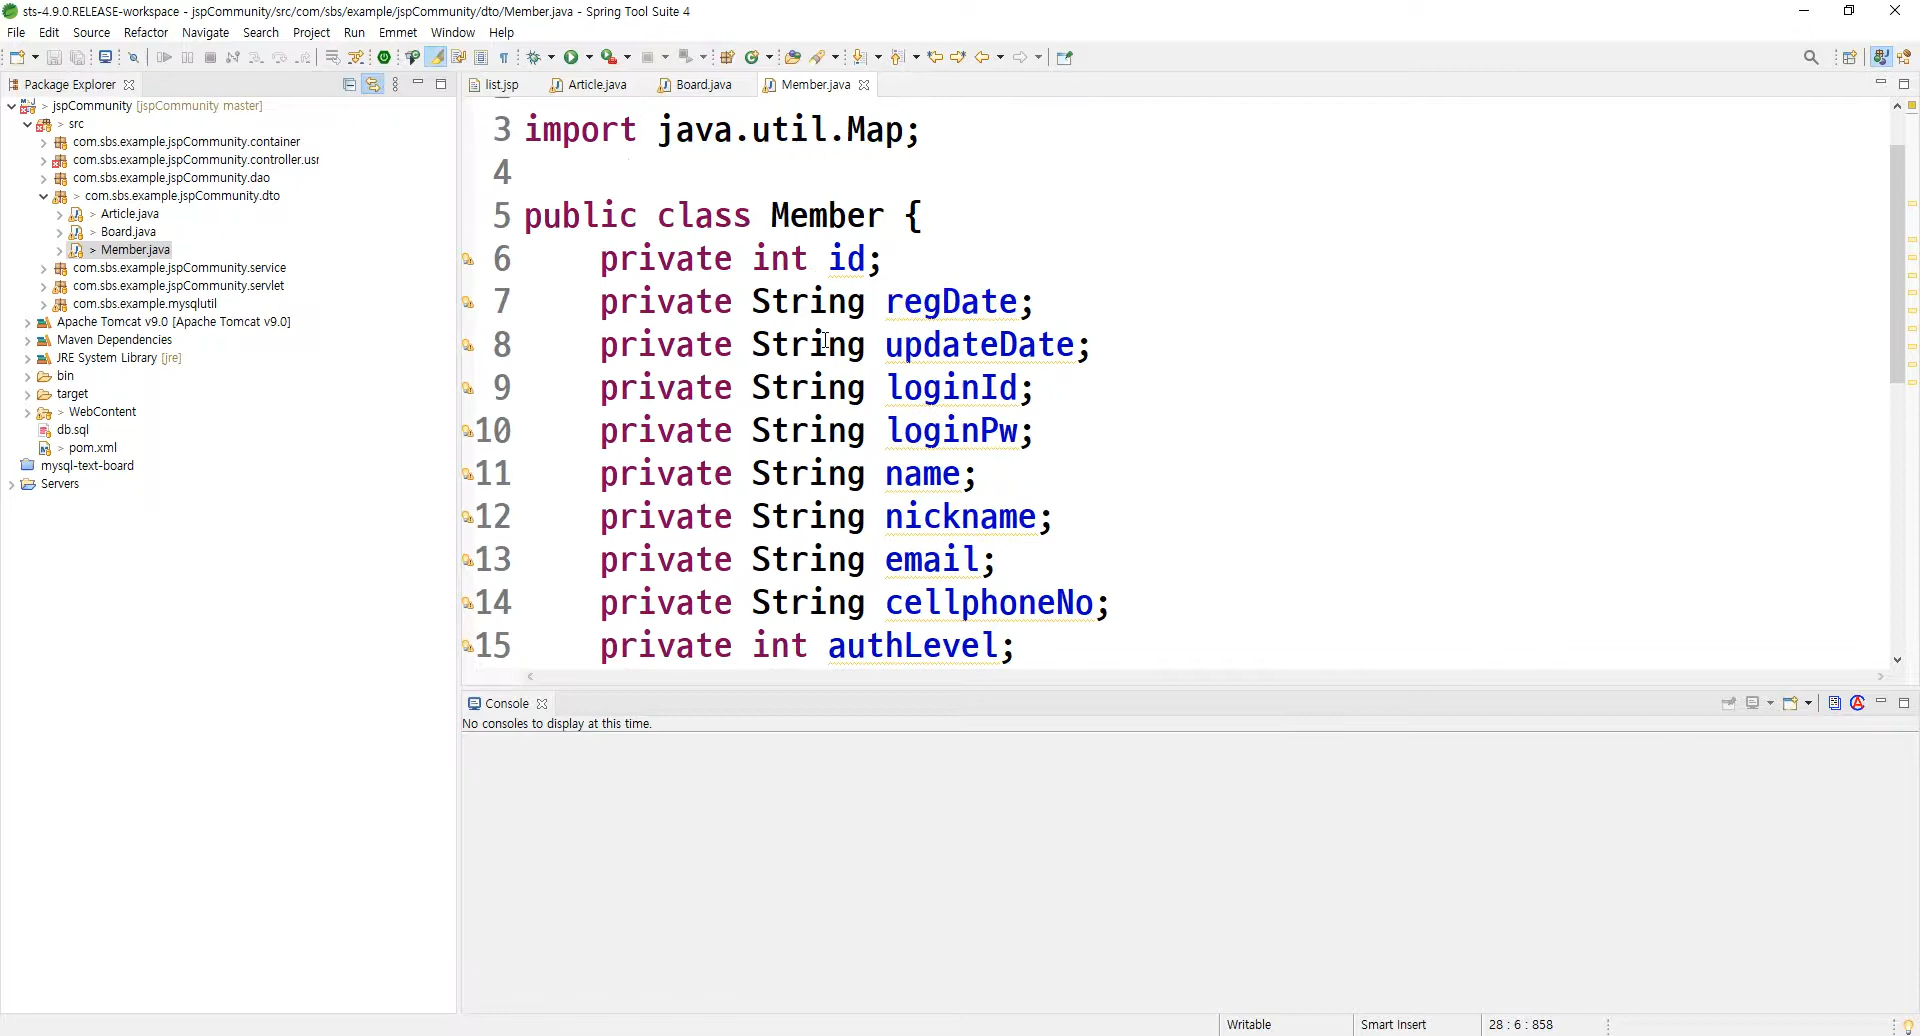 sts-4.9.0.RELEASE-workspace - jspCommunity/src/com/sbs/example/jspCommunity/dto/Member.java - Spring Tool Suite 4
File Edit Source Refactor Navigate Search Project Run Emmet Window Help
Package Explorer
list.jsp Article.java Board.java Member.java
> jspCommunity [jspCommunity master]
> src
com.sbs.example.jspCommunity.container
com.sbs.example.jspCommunity.controller.usr
com.sbs.example.jspCommunity.dao
> com.sbs.example.jspCommunity.dto
> Article.java
> Board.java
> Member.java
com.sbs.example.jspCommunity.service
com.sbs.example.jspCommunity.servlet
com.sbs.example.mysqlutil
Apache Tomcat v9.0 [Apache Tomcat v9.0]
Maven Dependencies
JRE System Library [jre]
bin
target
> WebContent
db.sql
> pom.xml
mysql-text-board
Servers
3 import java.util.Map;
4
5 public class Member {
6 private int id;
7 private String regDate;
8 private String updateDate;
9 private String loginId;
10 private String loginPw;
11 private String name;
12 private String nickname;
13 private String email;
14 private String cellphoneNo;
15 private int authLevel;
Console
No consoles to display at this time.
Writable Smart Insert 28 : 6 : 858